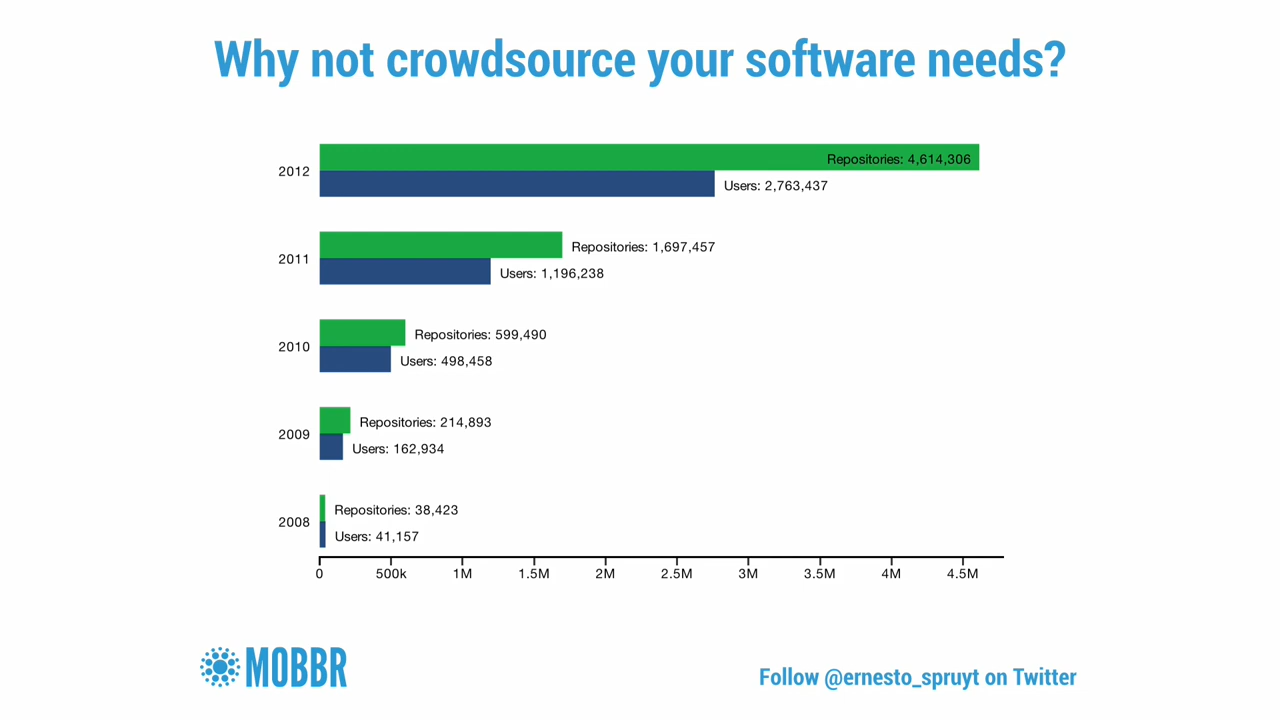 Why not crowdsource your software needs?
2012
Repositories: 4,614,306
Users: 2,763,437
2011
Repositories: 1,697,457
Users: 1,196,238
2010
Repositories: 599,490
Users: 498,458
2009
Repositories: 214,893
Users: 162,934
2008
Repositories: 38,423
Users: 41,157
0 500k 1M 1.5M 2M 2.5M 3M 3.5M 4M 4.5M
MOBBR
Follow @ernesto_spruyt on Twitter